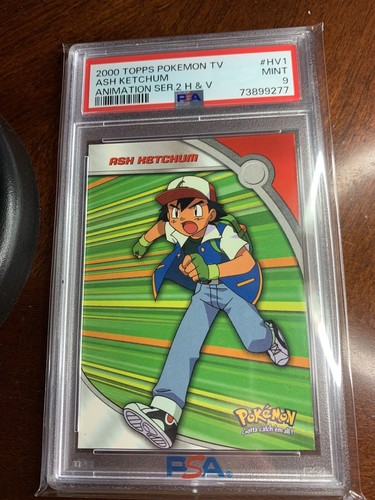 2000 TOPPS POKEMON TV #HV1
ASH KETCHUM MINT
ANIMATION SER.2 H & V 9
PSA 73899277
ASH KETCHUM
POKéMON
Gotta catch 'em all!
PSA